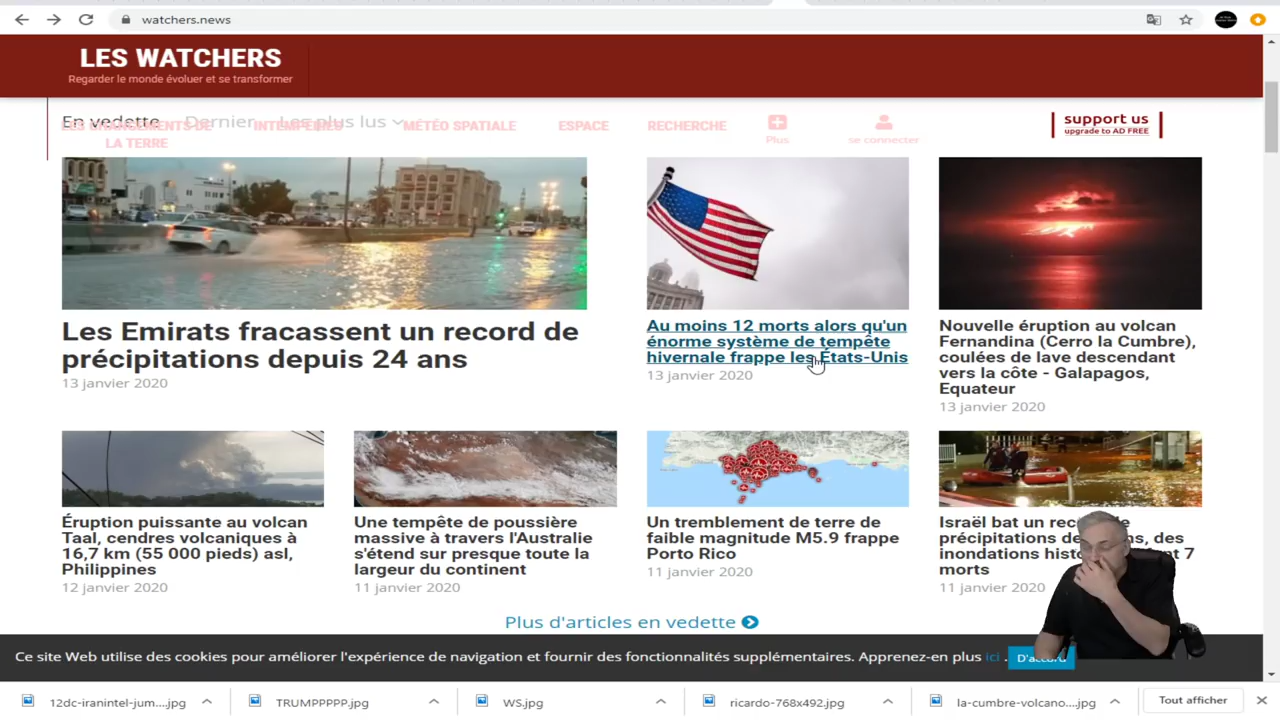 watchers.news
LES WATCHERS
Regarder le monde évoluer et se transformer
En vedette Dernier Les plus lus
LES CHANGEMENTS DE
LA TERRE
INTEMPÉRIES
MÉTÉO SPATIALE
ESPACE
RECHERCHE
Plus
se connecter
support us
upgrade to AD FREE
Les Emirats fracassent un record de
précipitations depuis 24 ans
13 janvier 2020
Au moins 12 morts alors qu'un
énorme système de tempête
hivernale frappe les États-Unis
13 janvier 2020
Nouvelle éruption au volcan
Fernandina (Cerro la Cumbre),
coulées de lave descendant
vers la côte - Galapagos,
Equateur
13 janvier 2020
Éruption puissante au volcan
Taal, cendres volcaniques à
16,7 km (55 000 pieds) asl,
Philippines
12 janvier 2020
Une tempête de poussière
massive à travers l'Australie
s'étend sur presque toute la
largeur du continent
11 janvier 2020
Un tremblement de terre de
faible magnitude M5.9 frappe
Porto Rico
11 janvier 2020
Israël bat un
précipitations des
inondations 7
morts
11 janvier 2020
Plus d'articles en vedette
Ce site Web utilise des cookies pour améliorer l'expérience de navigation et fournir des fonctionnalités supplémentaires. Apprenez-en plus ici .
D'accord
12dc-iranintel-jum....jpg
TRUMPPPPP.jpg
WS.jpg
ricardo-768x492.jpg
la-cumbre-volcano....jpg
Tout afficher